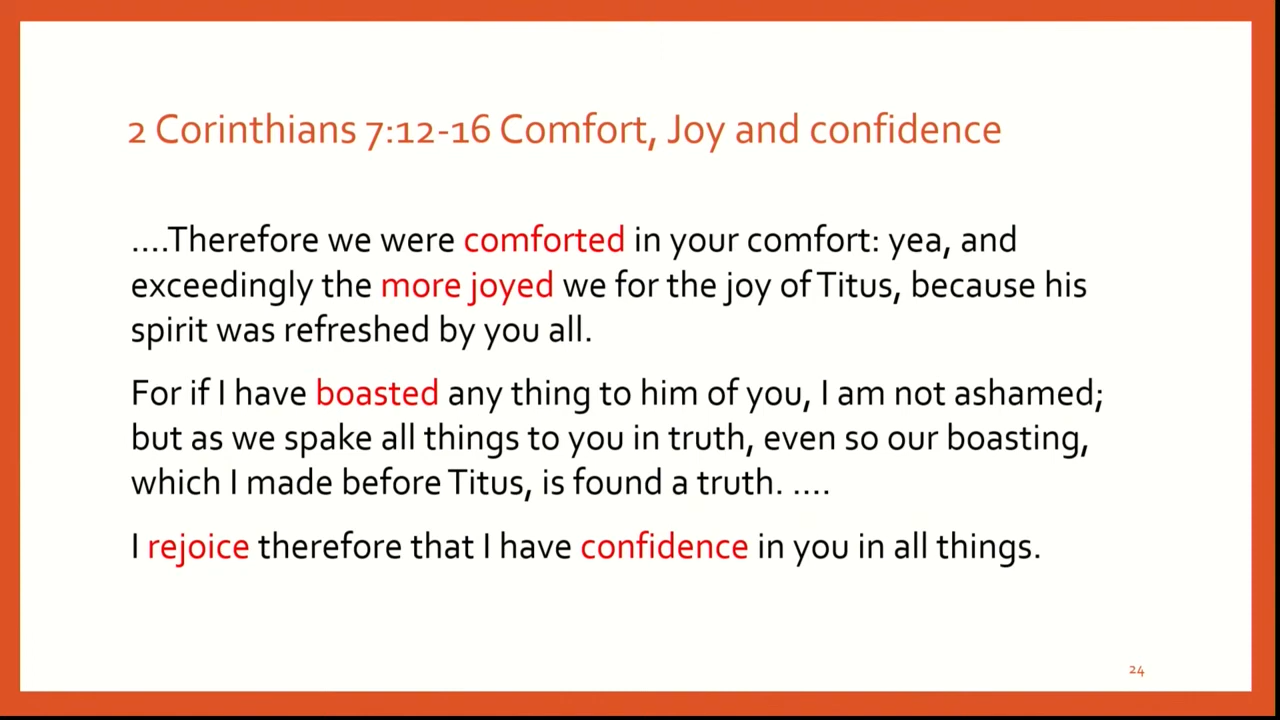 2 Corinthians 7:12-16 Comfort, Joy and confidence
....Therefore we were comforted in your comfort: yea, and
exceedingly the more joyed we for the joy of Titus, because his
spirit was refreshed by you all.
For if I have boasted any thing to him of you, I am not ashamed;
but as we spake all things to you in truth, even so our boasting,
which I made before Titus, is found a truth. ....
I rejoice therefore that I have confidence in you in all things.
24